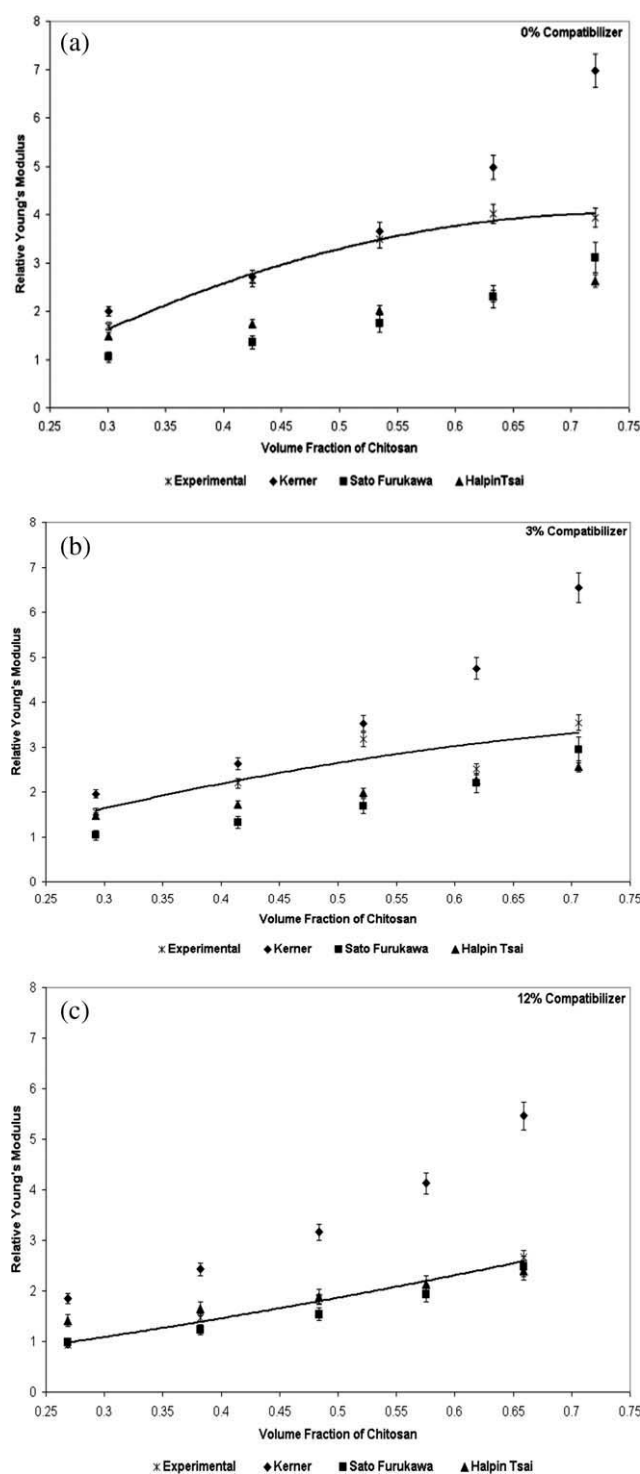 (a)
0% Compatibilizer
8
7
6
5
4
3
2
1
0
Relative Young's Modulus
0.25 0.3 0.35 0.4 0.45 0.5 0.55 0.6 0.65 0.7 0.75
Volume Fraction of Chitosan
Experimental Kerner Sato Furukawa HalpinTsai
(b)
3% Compatibilizer
8
7
6
5
4
3
2
1
0
Relative Young's Modulus
0.25 0.3 0.35 0.4 0.45 0.5 0.55 0.6 0.65 0.7 0.75
Volume Fraction of Chitosan
Experimental Kerner Sato Furukawa Halpin Tsai
(c)
12% Compatibilizer
8
7
6
5
4
3
2
1
0
Relative Young's Modulus
0.25 0.3 0.35 0.4 0.45 0.5 0.55 0.6 0.65 0.7 0.75
Volume Fraction of Chitosan
Experimental Kerner Sato Furukawa Halpin Tsai